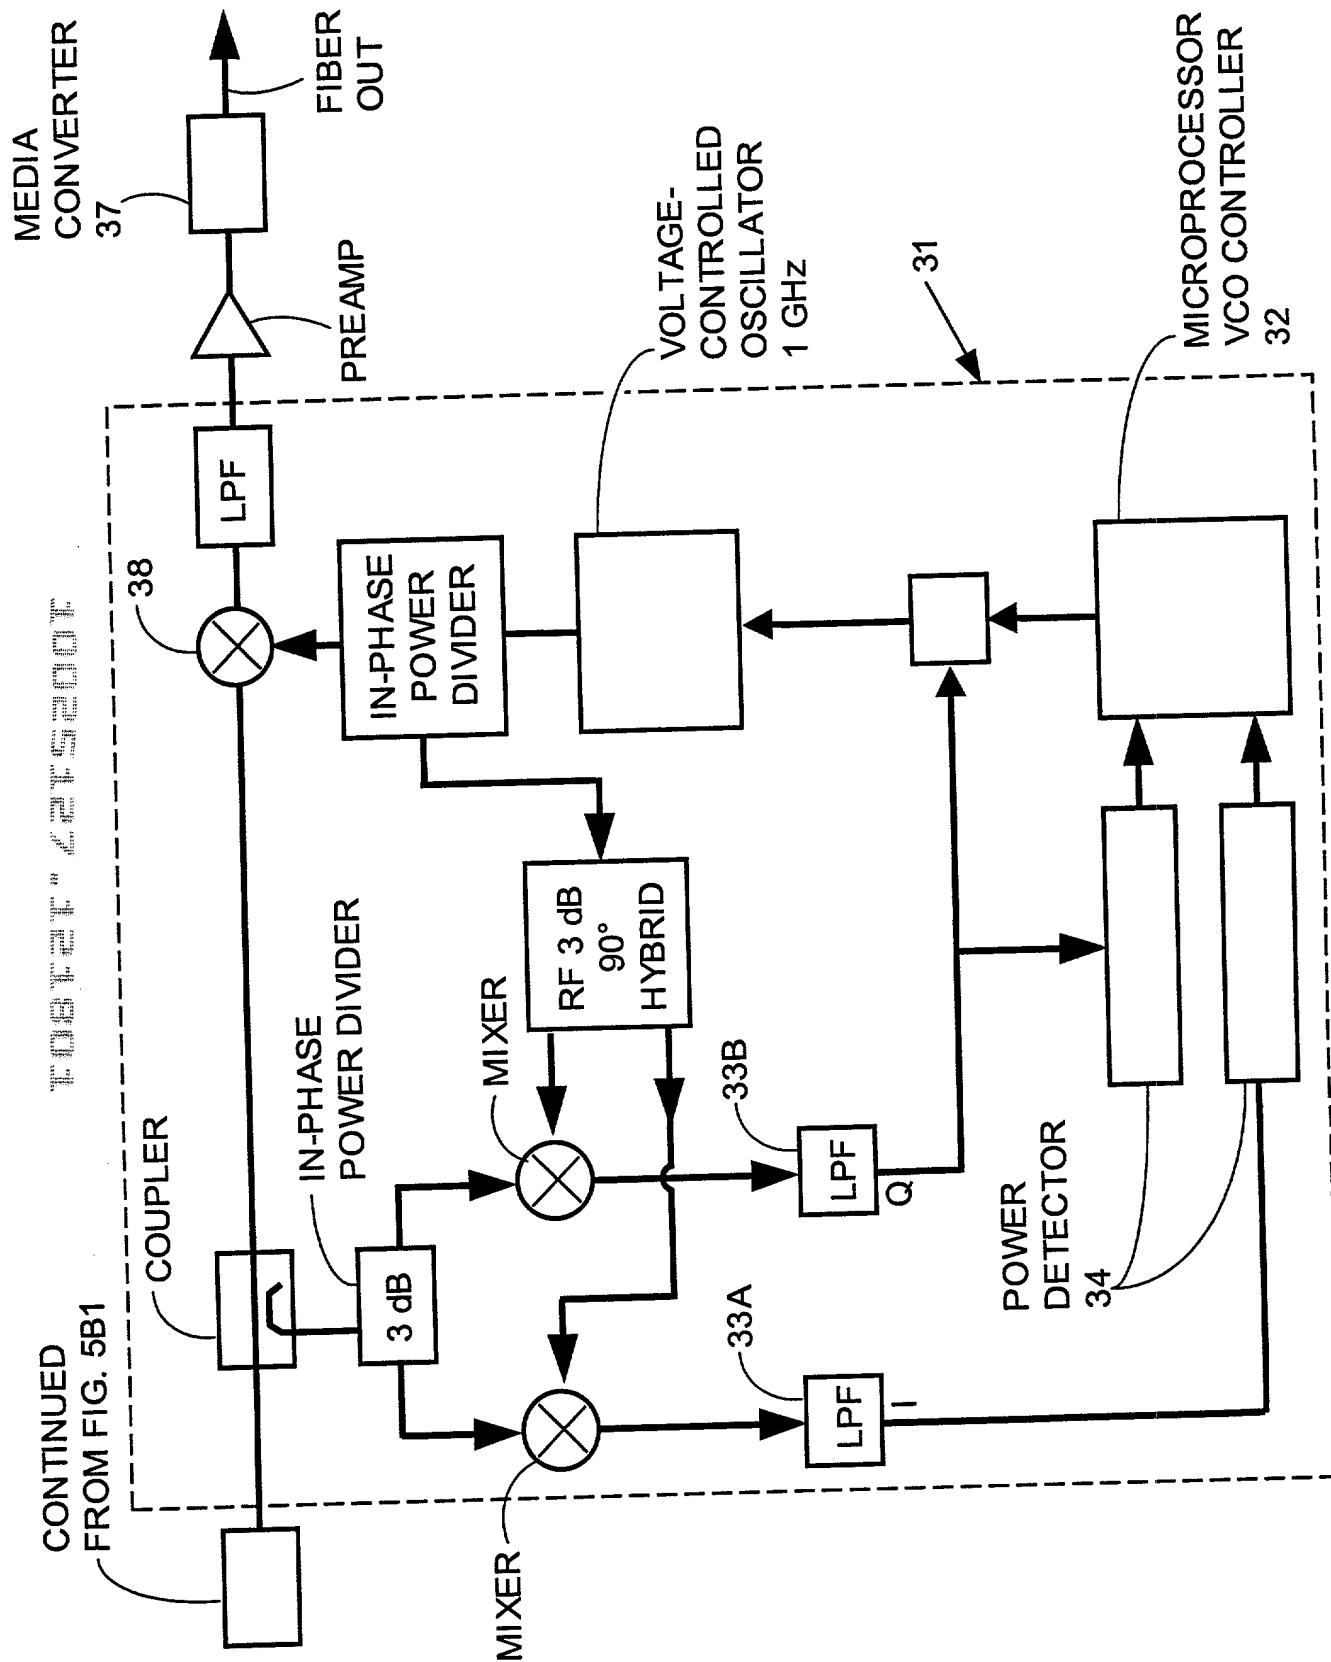 CONTINUED
FROM FIG. 5B1
COUPLER
38
LPF
PREAMP
MEDIA
CONVERTER
37
FIBER
OUT
IN-PHASE
POWER DIVIDER
3 dB
MIXER
MIXER
RF 3 dB
90°
HYBRID
IN-PHASE
POWER
DIVIDER
VOLTAGE-
CONTROLLED
OSCILLATOR
1 GHz
33A
LPF
I
33B
LPF
Q
31
POWER
DETECTOR
34
MICROPROCESSOR
VCO CONTROLLER
32